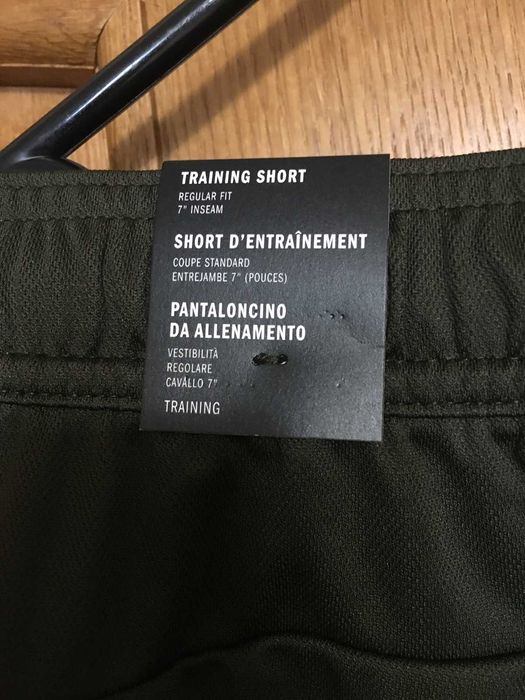 TRAINING SHORT
REGULAR FIT
7" INSEAM
SHORT D'ENTRAÎNEMENT
COUPE STANDARD
ENTREJAMBE 7" (POUCES)
PANTALONCINO
DA ALLENAMENTO
VESTIBILITÀ
REGOLARE
CAVALLO 7"
TRAINING